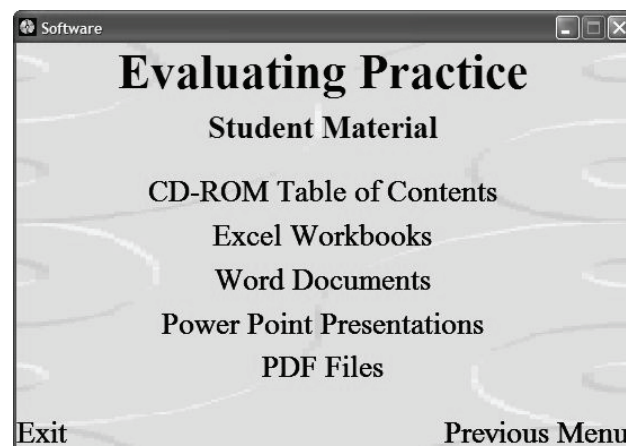 Software
Evaluating Practice
Student Material
CD-ROM Table of Contents
Excel Workbooks
Word Documents
Power Point Presentations
PDF Files
Exit Previous Menu